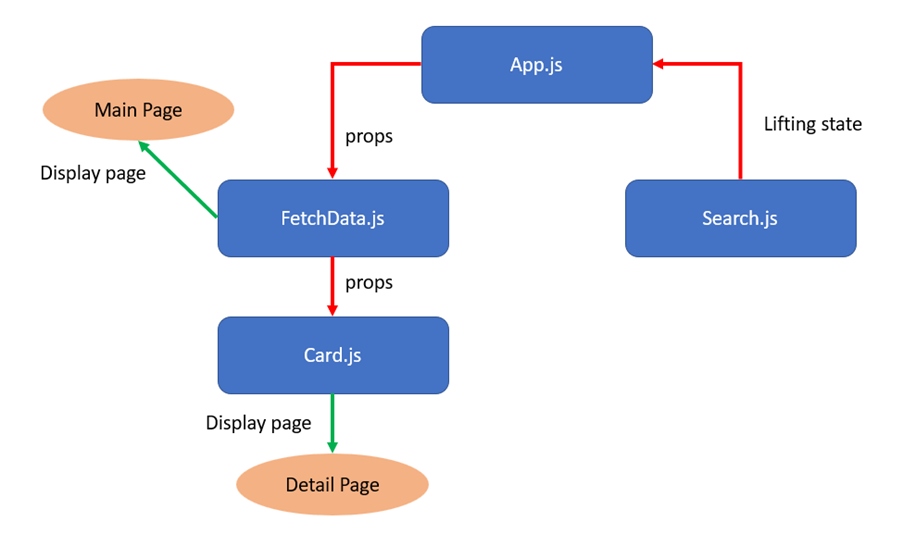 App.js
Main Page
Lifting state
props
Display page
FetchData.js
Search.js
props
Card.js
Display page
Detail Page